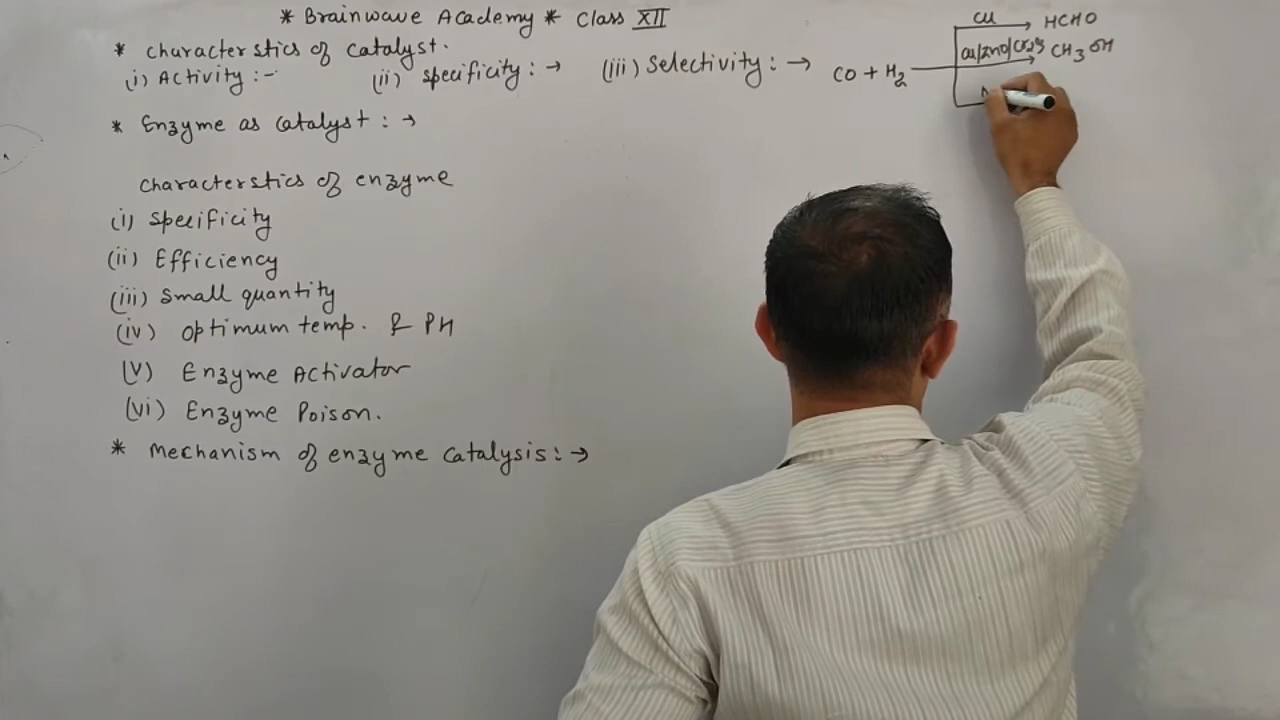 * Brainwave Academy * Class XII
* Characterstics of Catalyst.
(i) Activity :- (ii) Specificity : → (iii) Selectivity : → CO + H2
Cu HCHO
CH3OH
* Enzyme as Catalyst : →
Characterstics of enzyme
(i) Specificity
(ii) Efficiency
(iii) Small quantity
(iv) Optimum temp. & PH
(v) Enzyme Activator
(vi) Enzyme Poison.
* Mechanism of enzyme Catalysis : →